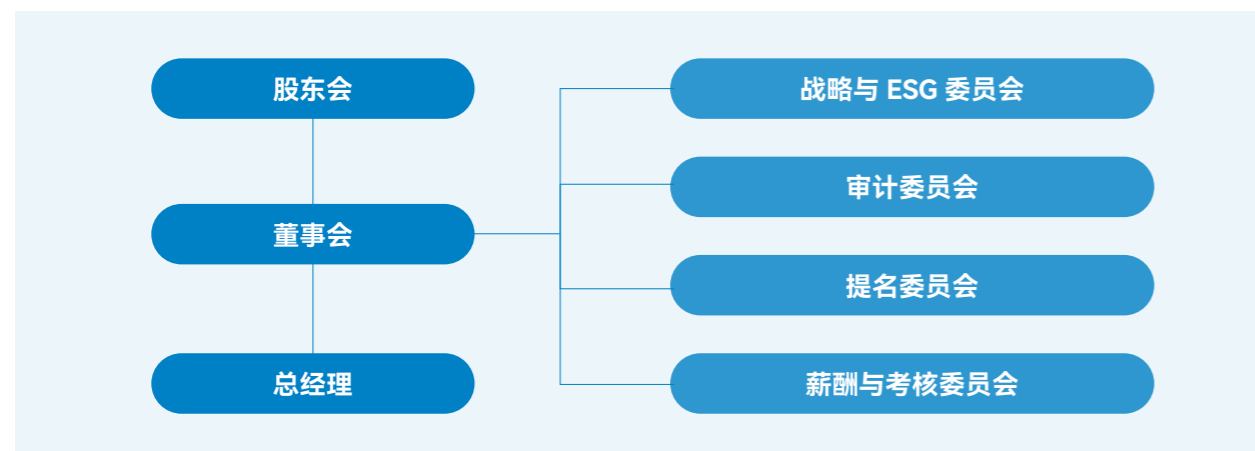 股东会
董事会
总经理
战略与 ESG 委员会
审计委员会
提名委员会
薪酬与考核委员会